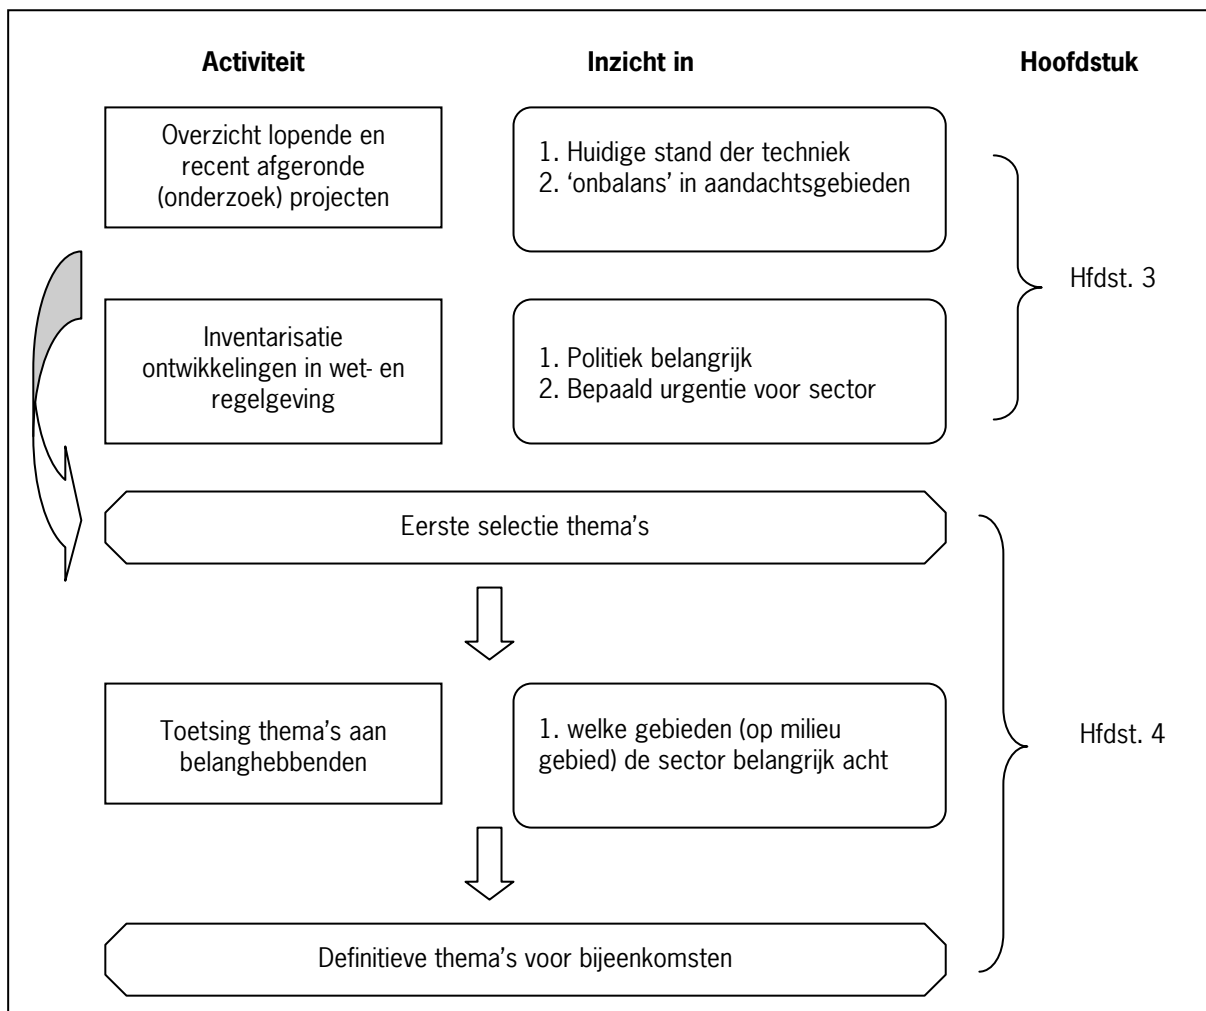 Activiteit
Inzicht in
Hoofdstuk
Overzicht lopende en
recent afgeronde
(onderzoek) projecten
1. Huidige stand der techniek
2. ‘onbalans’ in aandachtsgebieden
Hfdst. 3
Inventarisatie
ontwikkelingen in wet- en
regelgeving
1. Politiek belangrijk
2. Bepaald urgentie voor sector
Eerste selectie thema’s
Toetsing thema’s aan
belanghebbenden
1. welke gebieden (op milieu
gebied) de sector belangrijk acht
Hfdst. 4
Definitieve thema’s voor bijeenkomsten